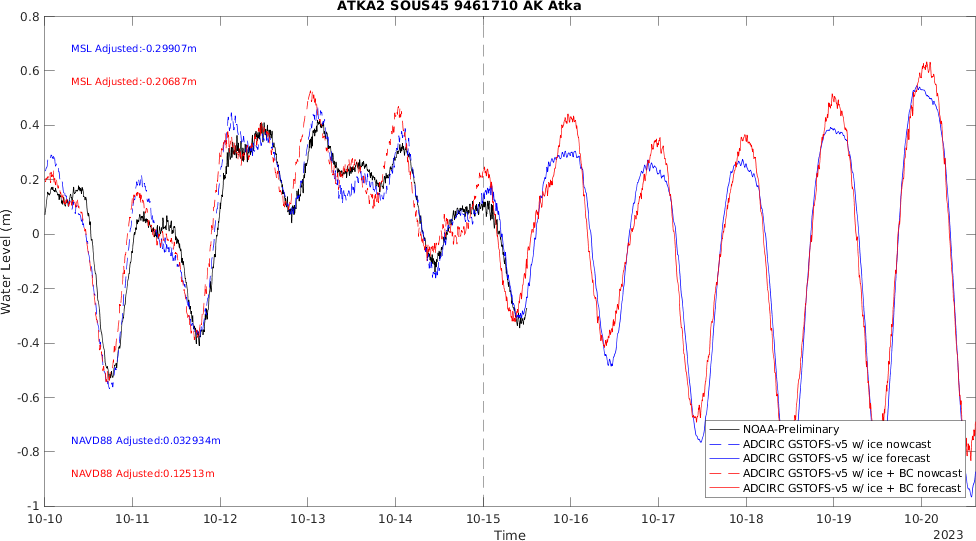 ATKA2 SOUS45 9461710 AK Atka
0.8
0.6
0.4
0.2
0
-0.2
-0.4
-0.6
-0.8
-1
Water Level (m)
MSL Adjusted:-0.29907m
MSL Adjusted:-0.20687m
NAVD88 Adjusted:0.032934m
NAVD88 Adjusted:0.12513m
NOAA-Preliminary
ADCIRC GSTOFS-v5 w/ ice nowcast
ADCIRC GSTOFS-v5 w/ ice forecast
ADCIRC GSTOFS-v5 w/ ice + BC nowcast
ADCIRC GSTOFS-v5 w/ ice + BC forecast
10-10 10-11 10-12 10-13 10-14 10-15 10-16 10-17 10-18 10-19 10-20
Time
2023